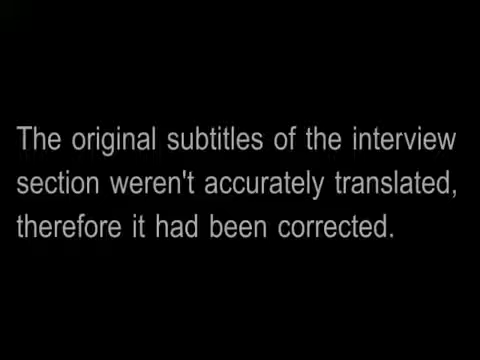 The original subtitles of the interview
section weren't accurately translated,
therefore it had been corrected.